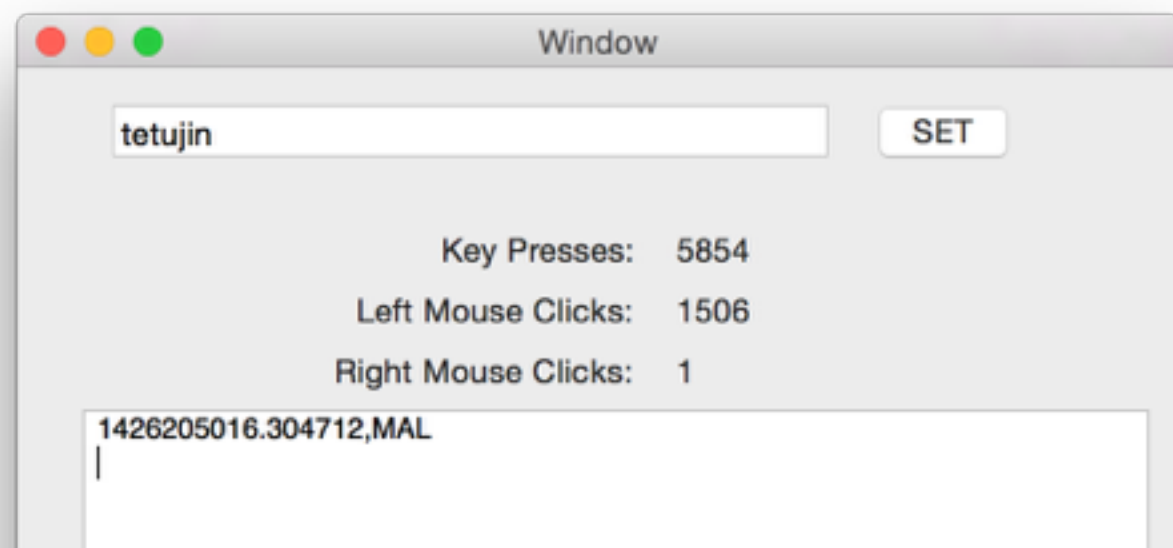 Window
tetujin SET
Key Presses: 5854
Left Mouse Clicks: 1506
Right Mouse Clicks: 1
1426205016.304712,MAL